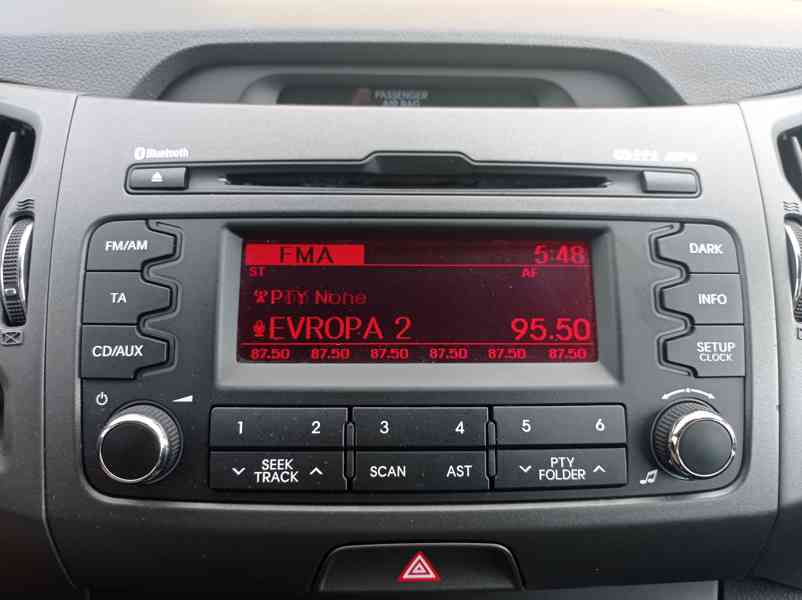 PASSENGER
AIR BAG
Bluetooth
FM/AM
TA
CD/AUX
FMA 5:48
ST AF
PTY None
EVROPA 2 95.50
87.50 87.50 87.50 87.50 87.50 87.50
DARK
INFO
SETUP
CLOCK
1 2 3 4 5 6
SEEK
TRACK
SCAN AST
PTY
FOLDER